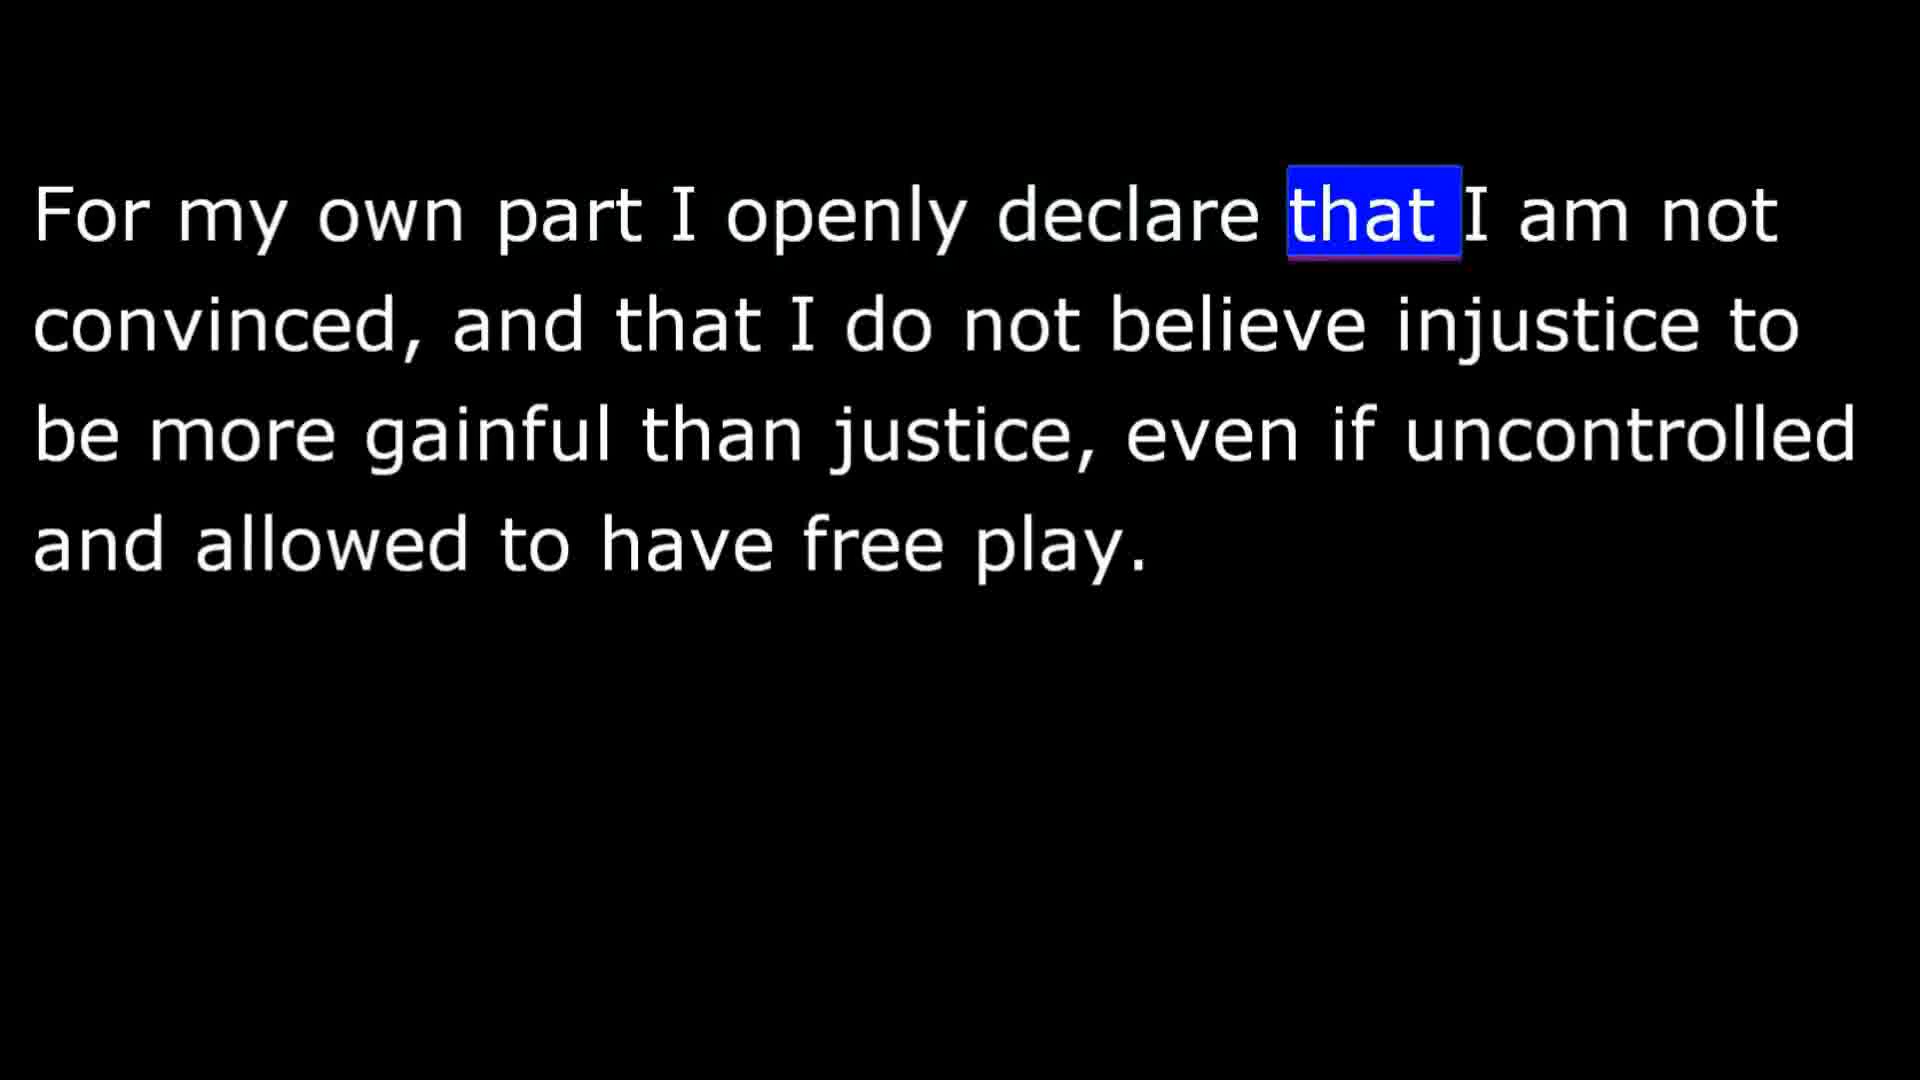 For my own part I openly declare that I am not
convinced, and that I do not believe injustice to
be more gainful than justice, even if uncontrolled
and allowed to have free play.